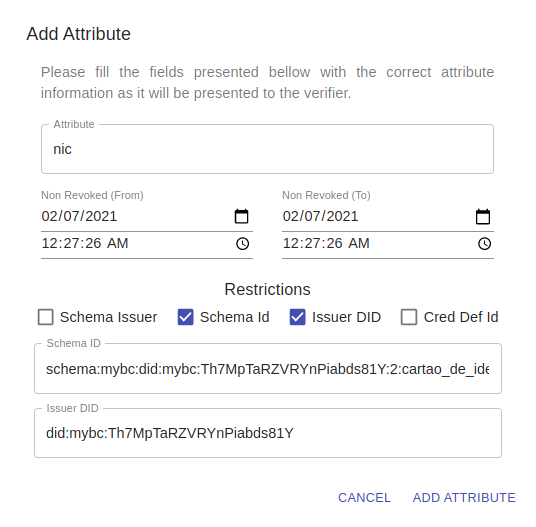 Add Attribute
Please fill the fields presented bellow with the correct attribute
information as it will be presented to the verifier.
Attribute
nic
Non Revoked (From)
Non Revoked (To)
02/07/2021
02/07/2021
12:27:26 AM
12:27:26 AM
Restrictions
Schema Issuer
Schema Id
Issuer DID
Cred Def Id
Schema ID
schema:mybc:did:mybc:Th7MpTaRZVRYnPiabds81Y:2:cartao_de_ide
Issuer DID
did:mybc:Th7MpTaRZVRYnPiabds81Y
CANCEL
ADD ATTRIBUTE